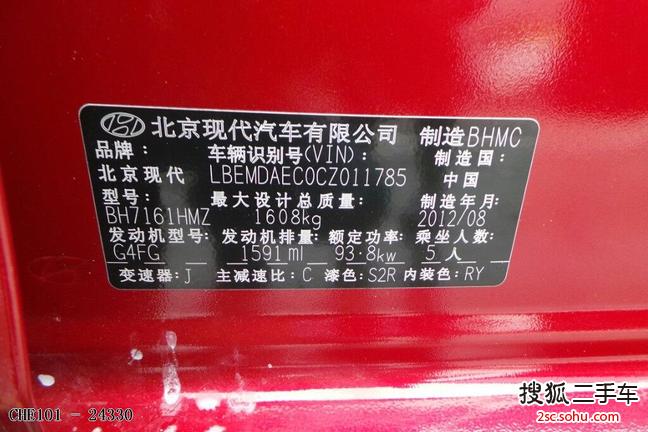 北京现代汽车有限公司 制造BHMC
品牌: 车辆识别号(VIN): 制造国:
北京现代 LBEMDAEC0CZ011785 中国
型号: 最大设计总质量: 制造年月:
BH7161HMZ 1608kg 2012/08
发动机型号: 发动机排量: 额定功率: 乘坐人数:
G4FG 1591ml 93.8kw 5人
变速器: J 主减速比: C 漆色: S2R 内装色: RY
CHE101 - 24330
搜狐二手车
2sc.sohu.com